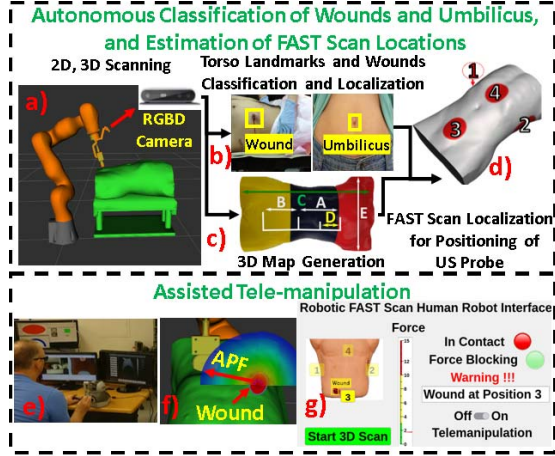 Autonomous Classification of Wounds and Umbilicus,
and Estimation of FAST Scan Locations
2D, 3D Scanning
Torso Landmarks and Wounds
Classification and Localization
a)
RGBD
Camera
b)
Wound
Umbilicus
1
4
3
2
d)
c)
B
C
A
D
E
3D Map Generation
FAST Scan Localization
for Positioning of
US Probe
Assisted Tele-manipulation
e)
f)
APF
Wound
g)
Robotic FAST Scan Human Robot Interface
Force
15
4
1
2
Wound
3
Start 3D Scan
In Contact
Force Blocking
Warning !!!
Wound at Position 3
Off On
Telemanipulation